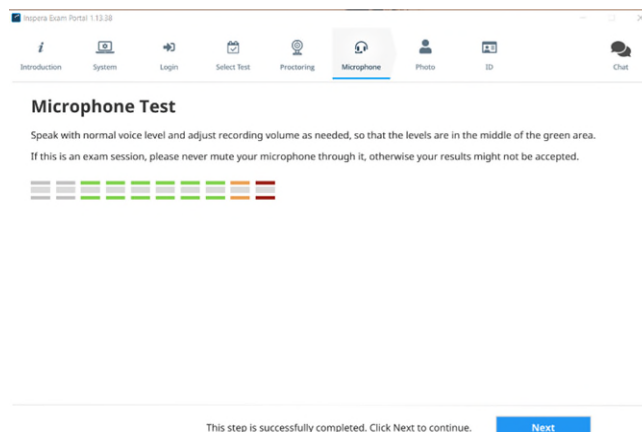 Inspera Exam Portal 1.13.38
Introduction System Login Select Test Proctoring Microphone Photo ID Chat
Microphone Test
Speak with normal voice level and adjust recording volume as needed, so that the levels are in the middle of the green area.
If this is an exam session, please never mute your microphone through it, otherwise your results might not be accepted.
This step is successfully completed. Click Next to continue. Next